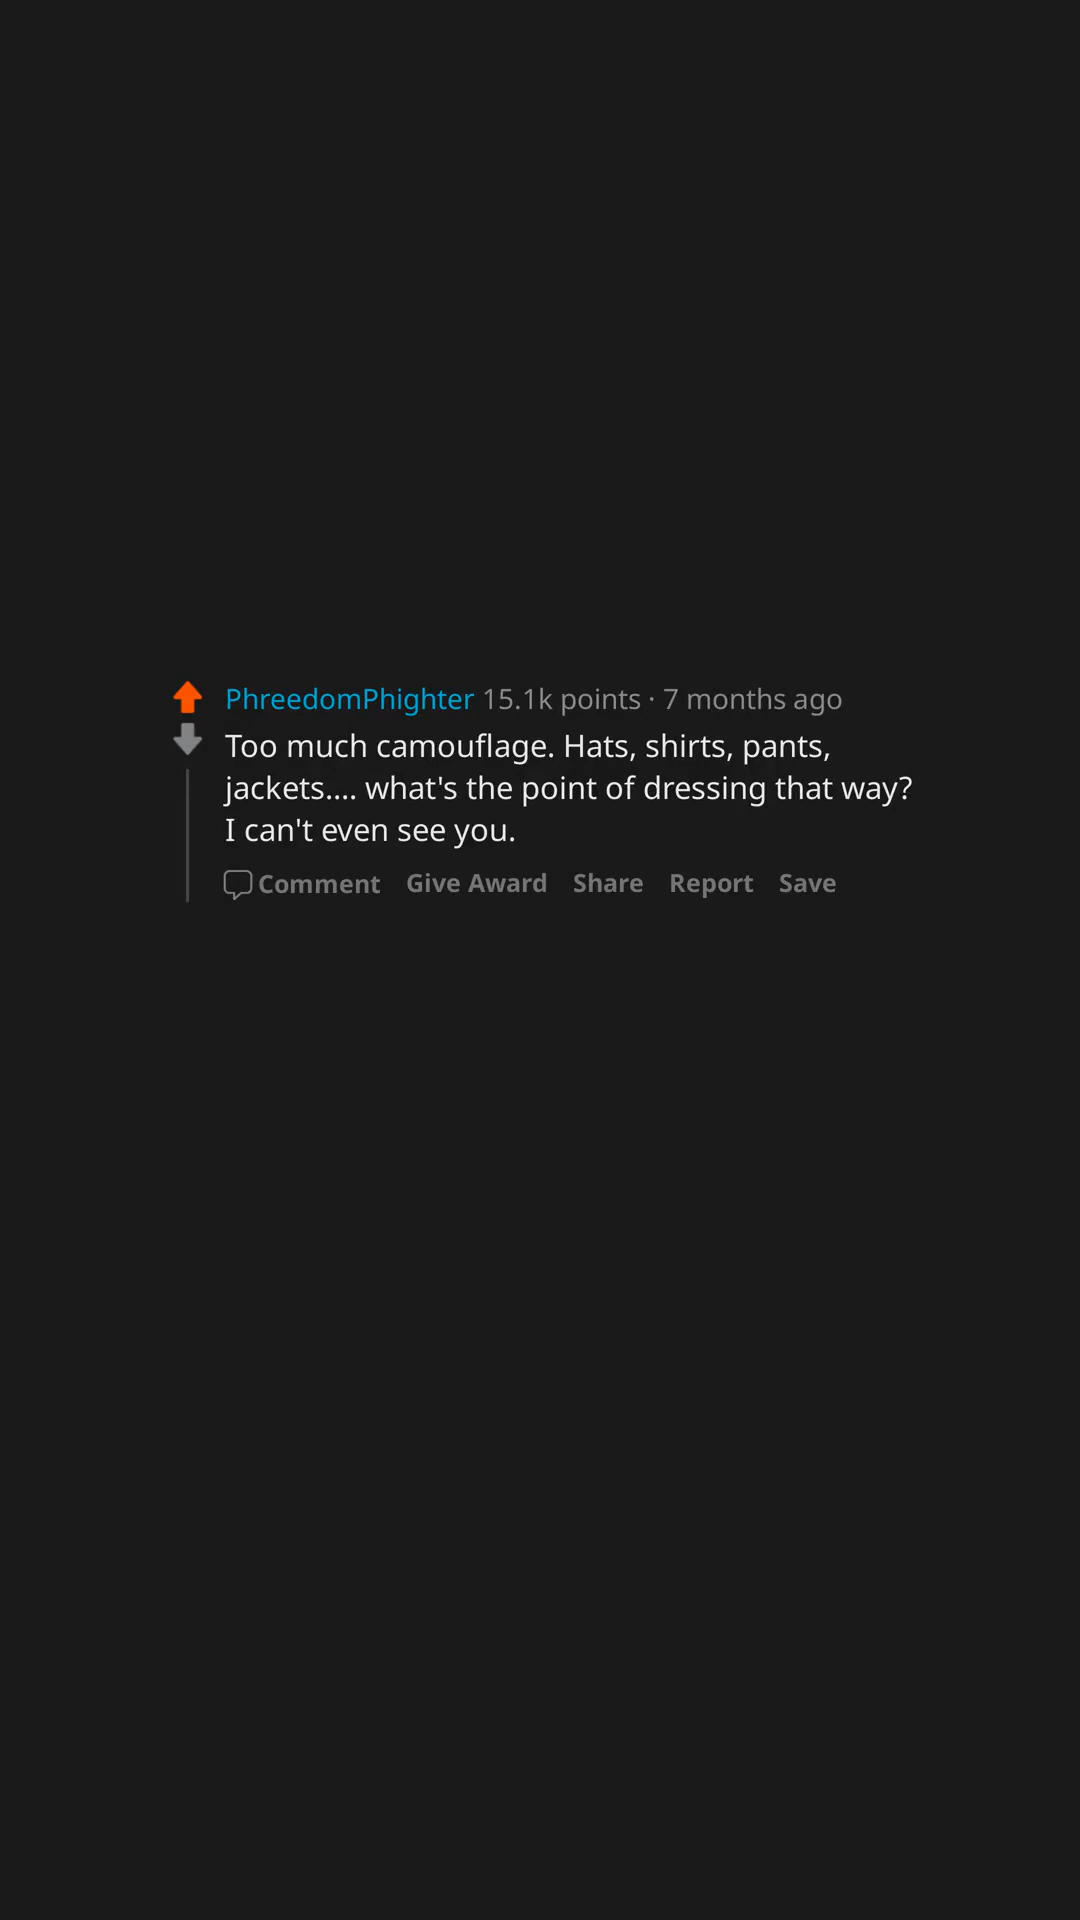 PhreedomPhighter 15.1k points · 7 months ago
Too much camouflage. Hats, shirts, pants,
jackets.... what's the point of dressing that way?
I can't even see you.
Comment Give Award Share Report Save